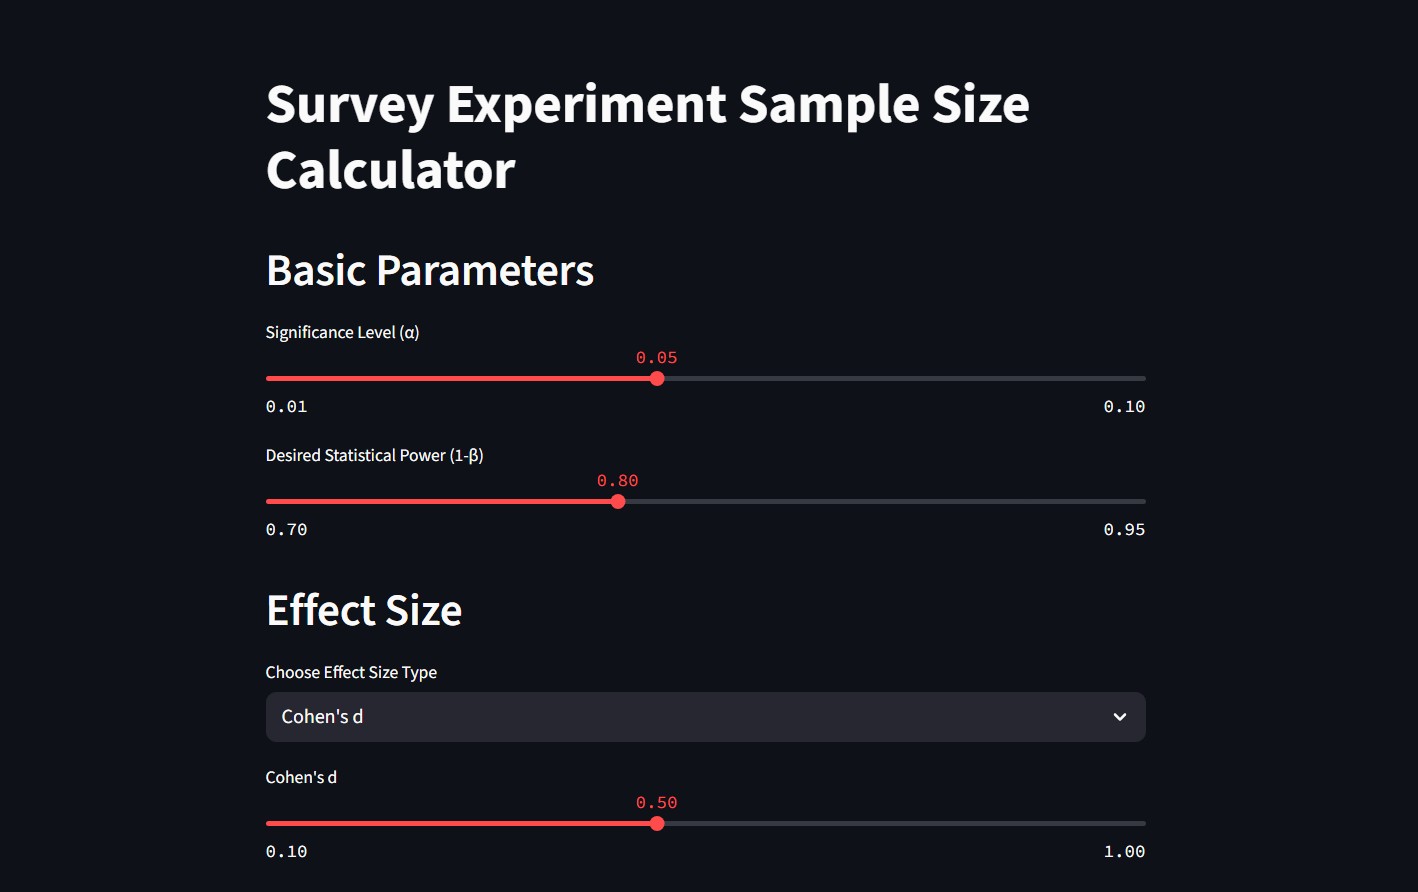 Survey Experiment Sample Size
Calculator
Basic Parameters
Significance Level (α)
0.05
0.01 0.10
Desired Statistical Power (1-β)
0.80
0.70 0.95
Effect Size
Choose Effect Size Type
Cohen's d
Cohen's d
0.50
0.10 1.00